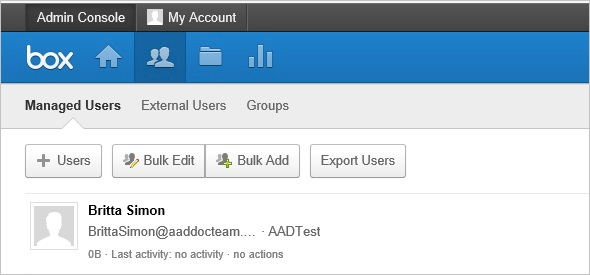 Admin Console My Account
box
Managed Users External Users Groups
+ Users Bulk Edit Bulk Add Export Users
Britta Simon
BrittaSimon@aaddocteam.... · AADTest
0B · Last activity: no activity · no actions